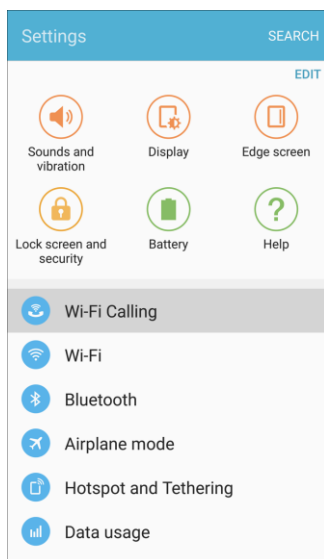 Settings SEARCH
EDIT
Sounds and vibration
Display
Edge screen
Lock screen and security
Battery
Help
Wi-Fi Calling
Wi-Fi
Bluetooth
Airplane mode
Hotspot and Tethering
Data usage